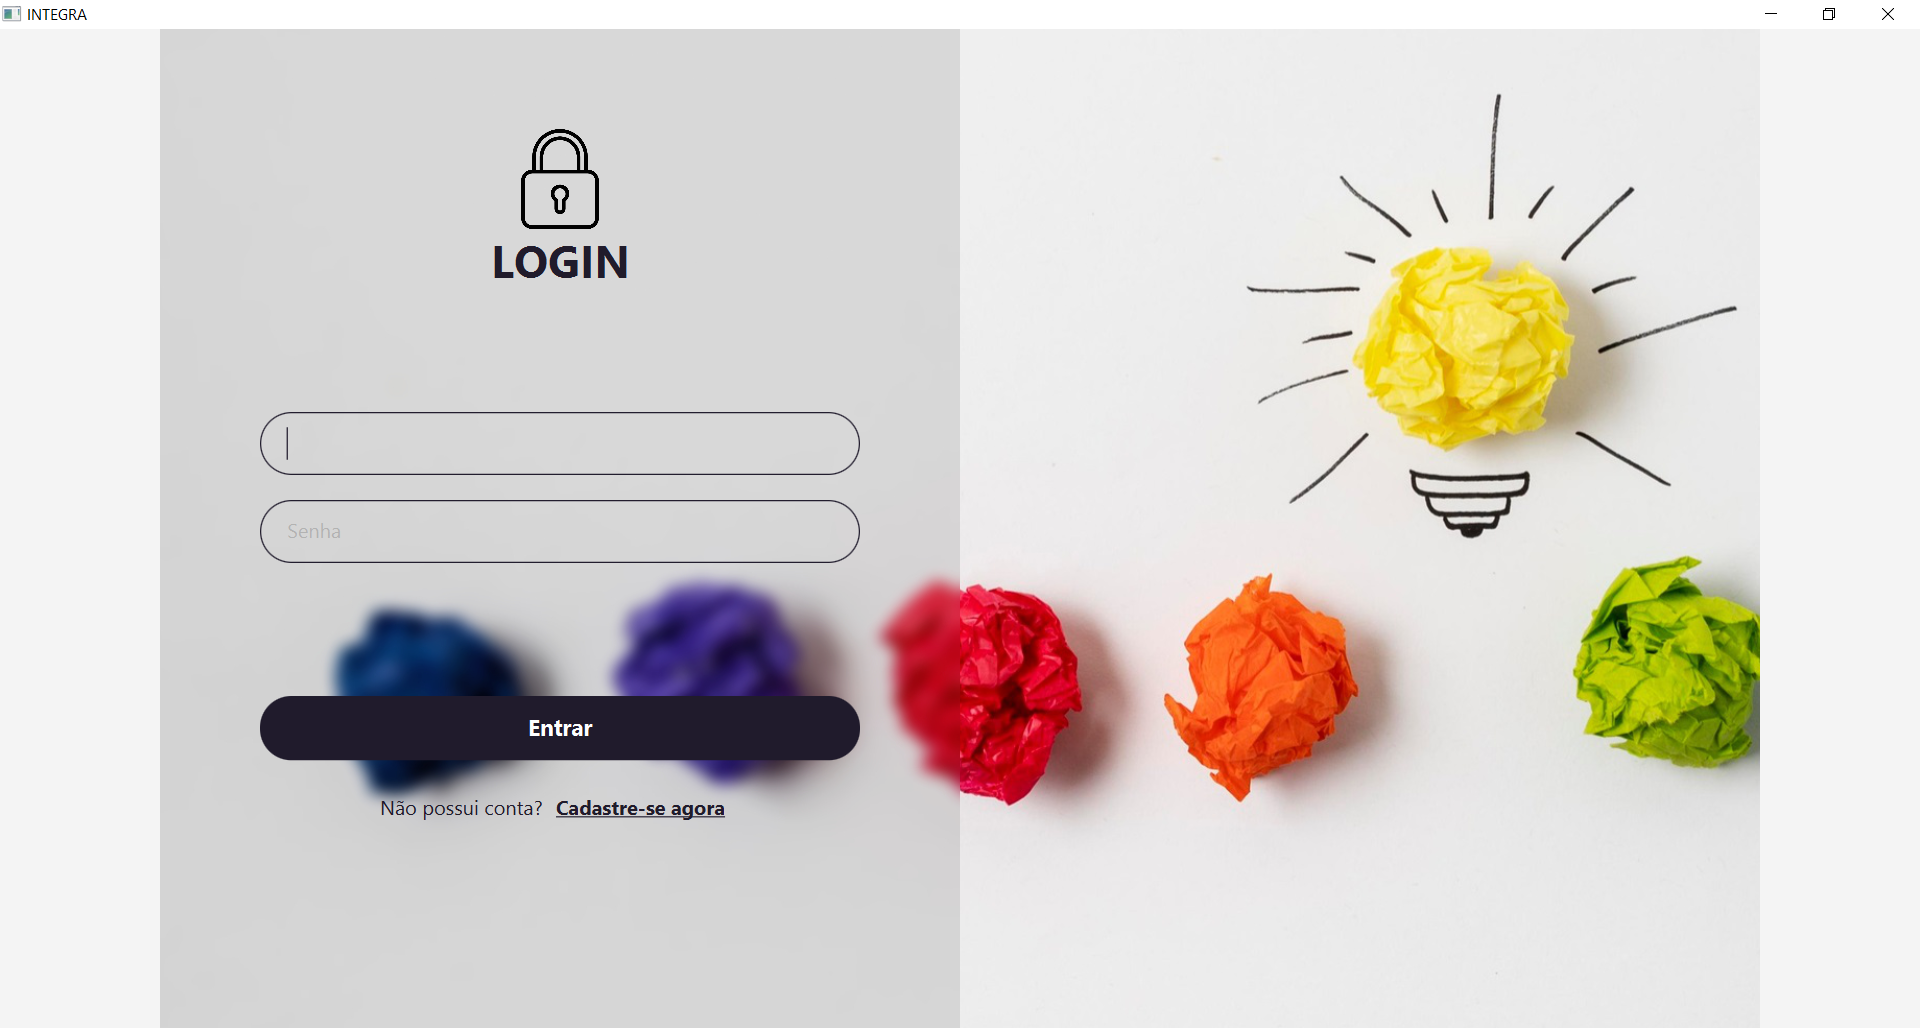 INTEGRA
LOGIN
Senha
Entrar
Não possui conta? Cadastre-se agora